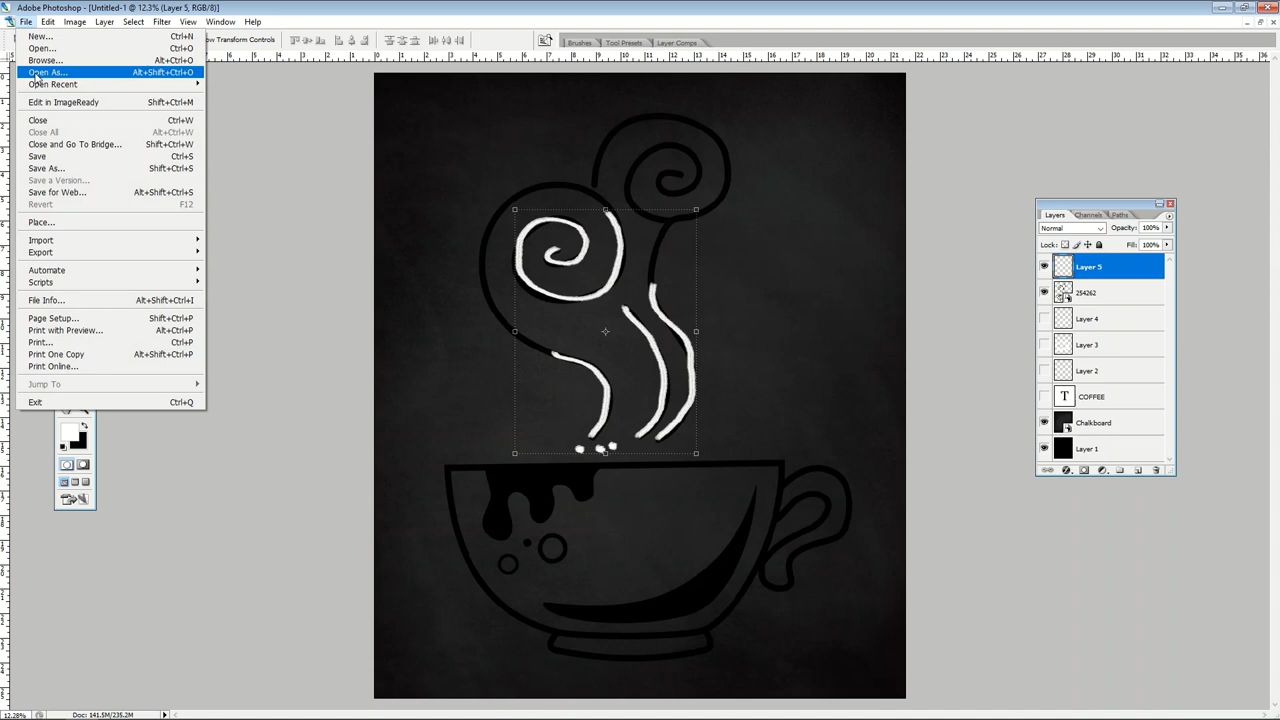 Adobe Photoshop - [Untitled-1 @ 12.3% (Layer 5, RGB/8)]
File Edit Image Layer Select Filter View Window Help
ow Transform Controls
Brushes Tool Presets Layer Comps
New... Ctrl+N
Open... Ctrl+O
Browse... Alt+Ctrl+O
Open As... Alt+Shift+Ctrl+O
Open Recent
Edit in ImageReady Shift+Ctrl+M
Close Ctrl+W
Close All Alt+Ctrl+W
Close and Go To Bridge... Shift+Ctrl+W
Save Ctrl+S
Save As... Shift+Ctrl+S
Save a Version...
Save for Web... Alt+Shift+Ctrl+S
Revert F12
Place...
Import
Export
Automate
Scripts
File Info... Alt+Shift+Ctrl+I
Page Setup... Shift+Ctrl+P
Print with Preview... Alt+Ctrl+P
Print... Ctrl+P
Print One Copy Alt+Shift+Ctrl+P
Print Online...
Jump To
Exit Ctrl+Q
Layers Channels Paths
Normal Opacity: 100%
Lock: Fill: 100%
Layer 5
254262
Layer 4
Layer 3
Layer 2
T COFFEE
Chalkboard
Layer 1
12.28% Doc: 141.5M/235.2M